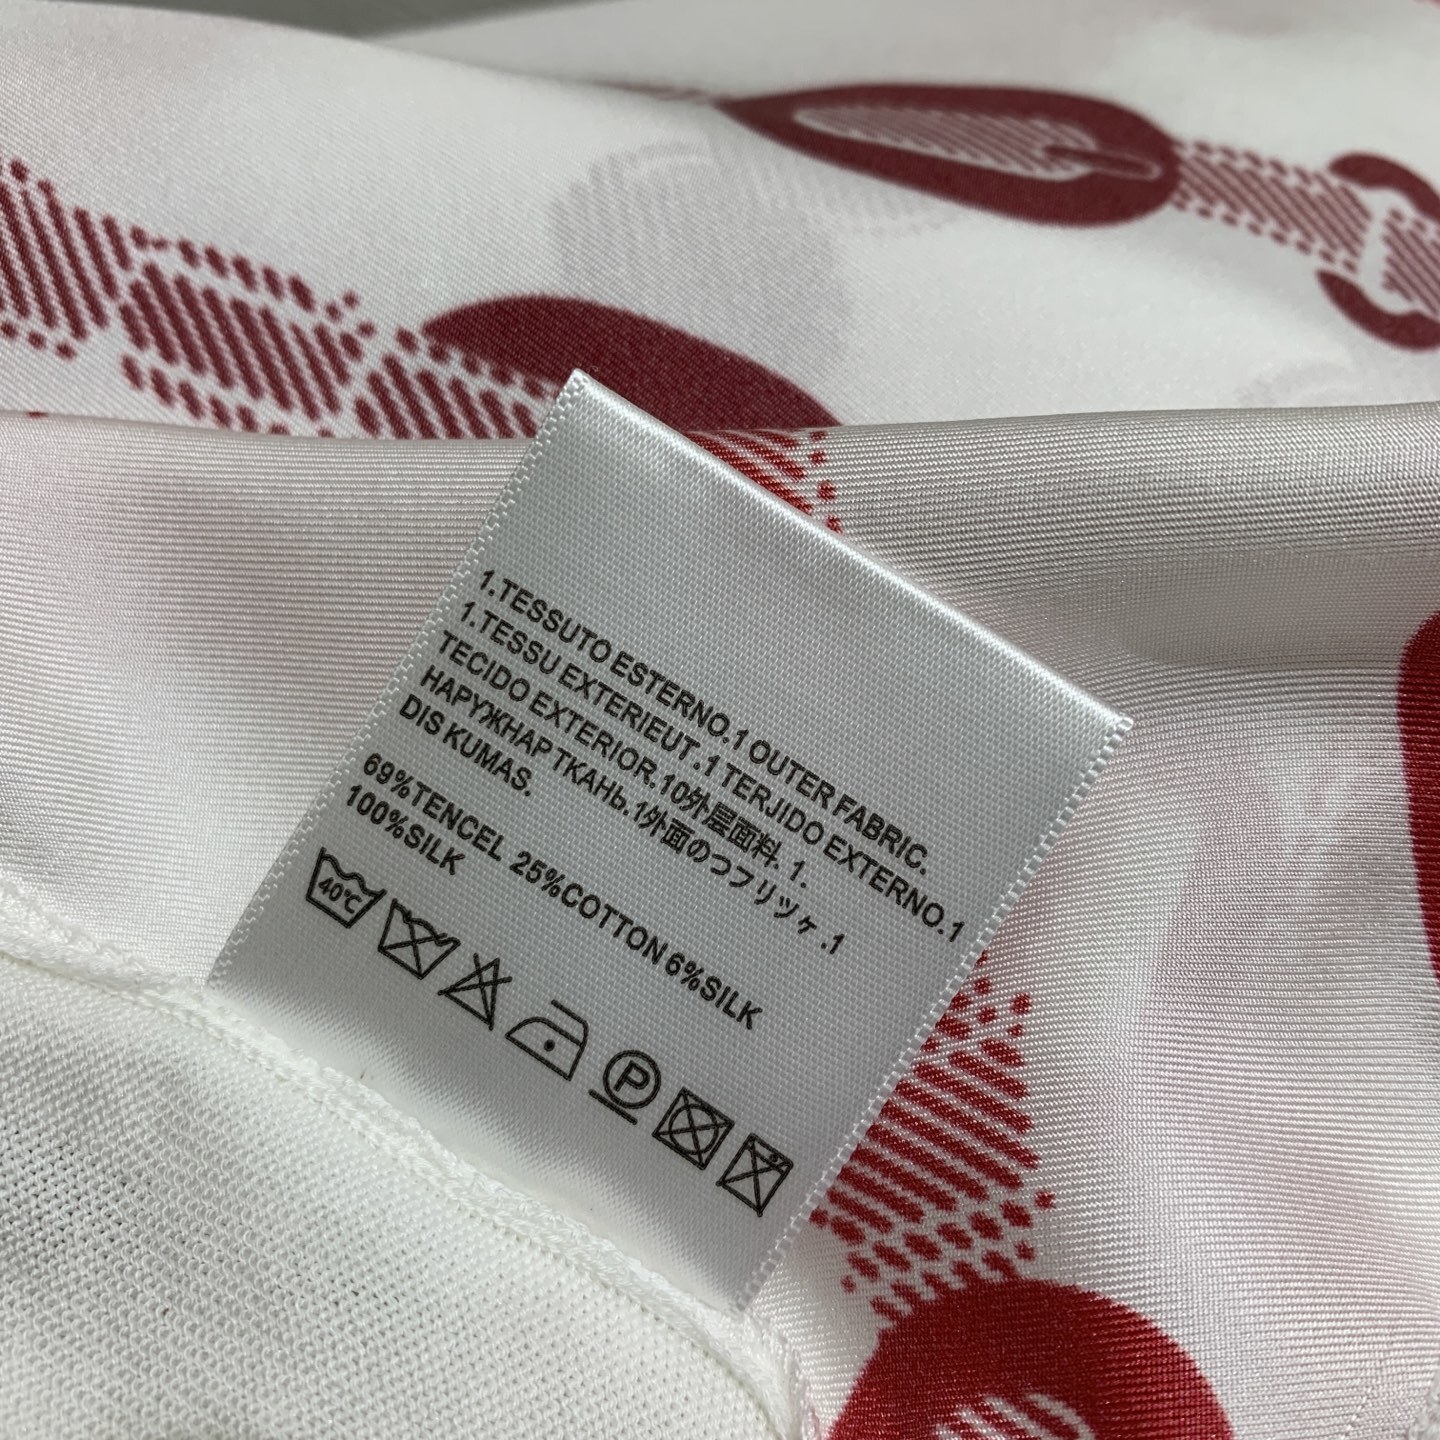 1.TESSUTO ESTERNO.1 OUTER FABRIC.
1.TESSU EXTERIEUT .1 TERJIDO EXTERNO.1
TECIDO EXTERIOR.10外层面料. 1.
НАРУЖНАР ТКАНЬ.1外面のつフリツヶ .1
DIS KUMAS.
69%TENCEL 25%COTTON 6%SILK
100%SILK
40°C
P